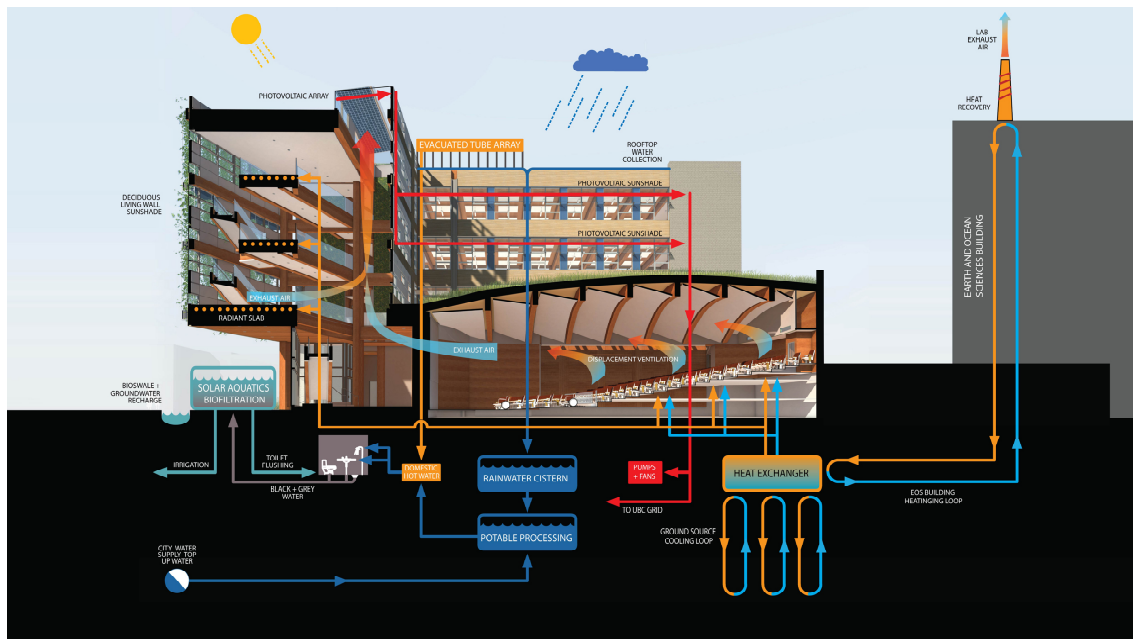 LAB
EXHAUST
AIR
PHOTOVOLTAIC ARRAY
HEAT
RECOVERY
EVACUATED TUBE ARRAY
ROOFTOP
WATER
COLLECTION
PHOTOVOLTAIC SUNSHADE
DECIDUOUS
LIVING WALL
SUNSHADE
PHOTOVOLTAIC SUNSHADE
EARTH AND OCEAN
SCIENCES BUILDING
EXHAUST AIR
RADIANT SLAB
EXHAUST AIR
DISPLACEMENT VENTILATION
BIOSWALE +
GROUNDWATER
RECHARGE
SOLAR AQUATICS
BIOFILTRATION
IRRIGATION
TOILET
FLUSHING
BLACK + GREY
WATER
DOMESTIC
HOT WATER
RAINWATER CISTERN
PUMPS
+ FANS
HEAT EXCHANGER
TO UBC GRID
EOS BUILDING
HEATINGING LOOP
GROUND SOURCE
COOLING LOOP
POTABLE PROCESSING
CITY WATER
SUPPLY TOP
UP WATER